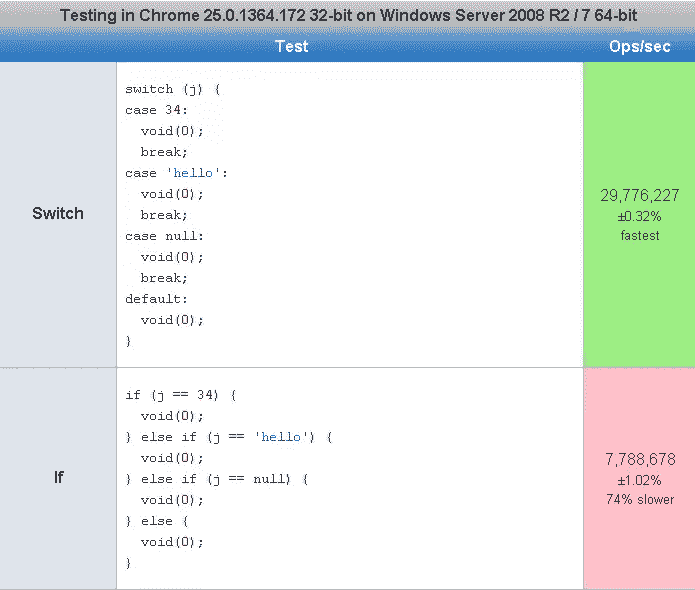 Testing in Chrome 25.0.1364.172 32-bit on Windows Server 2008 R2 / 7 64-bit
Test Ops/sec
Switch
switch (j) {
case 34:
  void(0);
  break;
case 'hello':
  void(0);
  break;
case null:
  void(0);
  break;
default:
  void(0);
}
29,776,227
±0.32%
fastest
If
if (j == 34) {
  void(0);
} else if (j == 'hello') {
  void(0);
} else if (j == null) {
  void(0);
} else {
  void(0);
}
7,788,678
±1.02%
74% slower